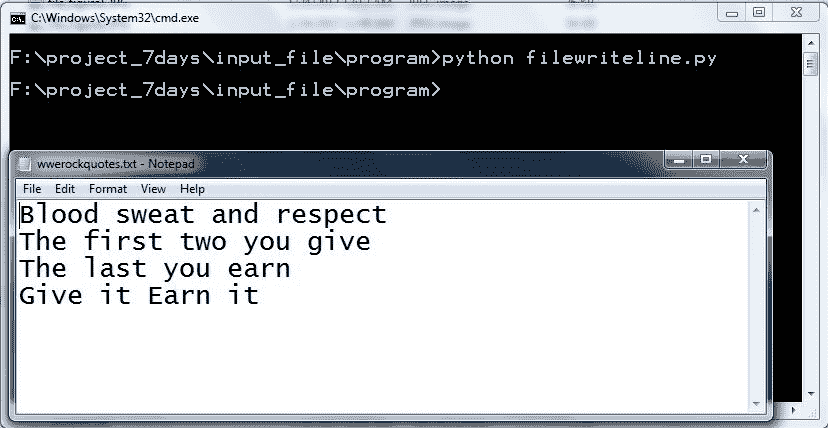 C:\Windows\System32\cmd.exe
F:\project_7days\input_file\program>python filewriteline.py
F:\project_7days\input_file\program>
wwerockquotes.txt - Notepad
File Edit Format View Help
Blood sweat and respect
The first two you give
The last you earn
Give it Earn it